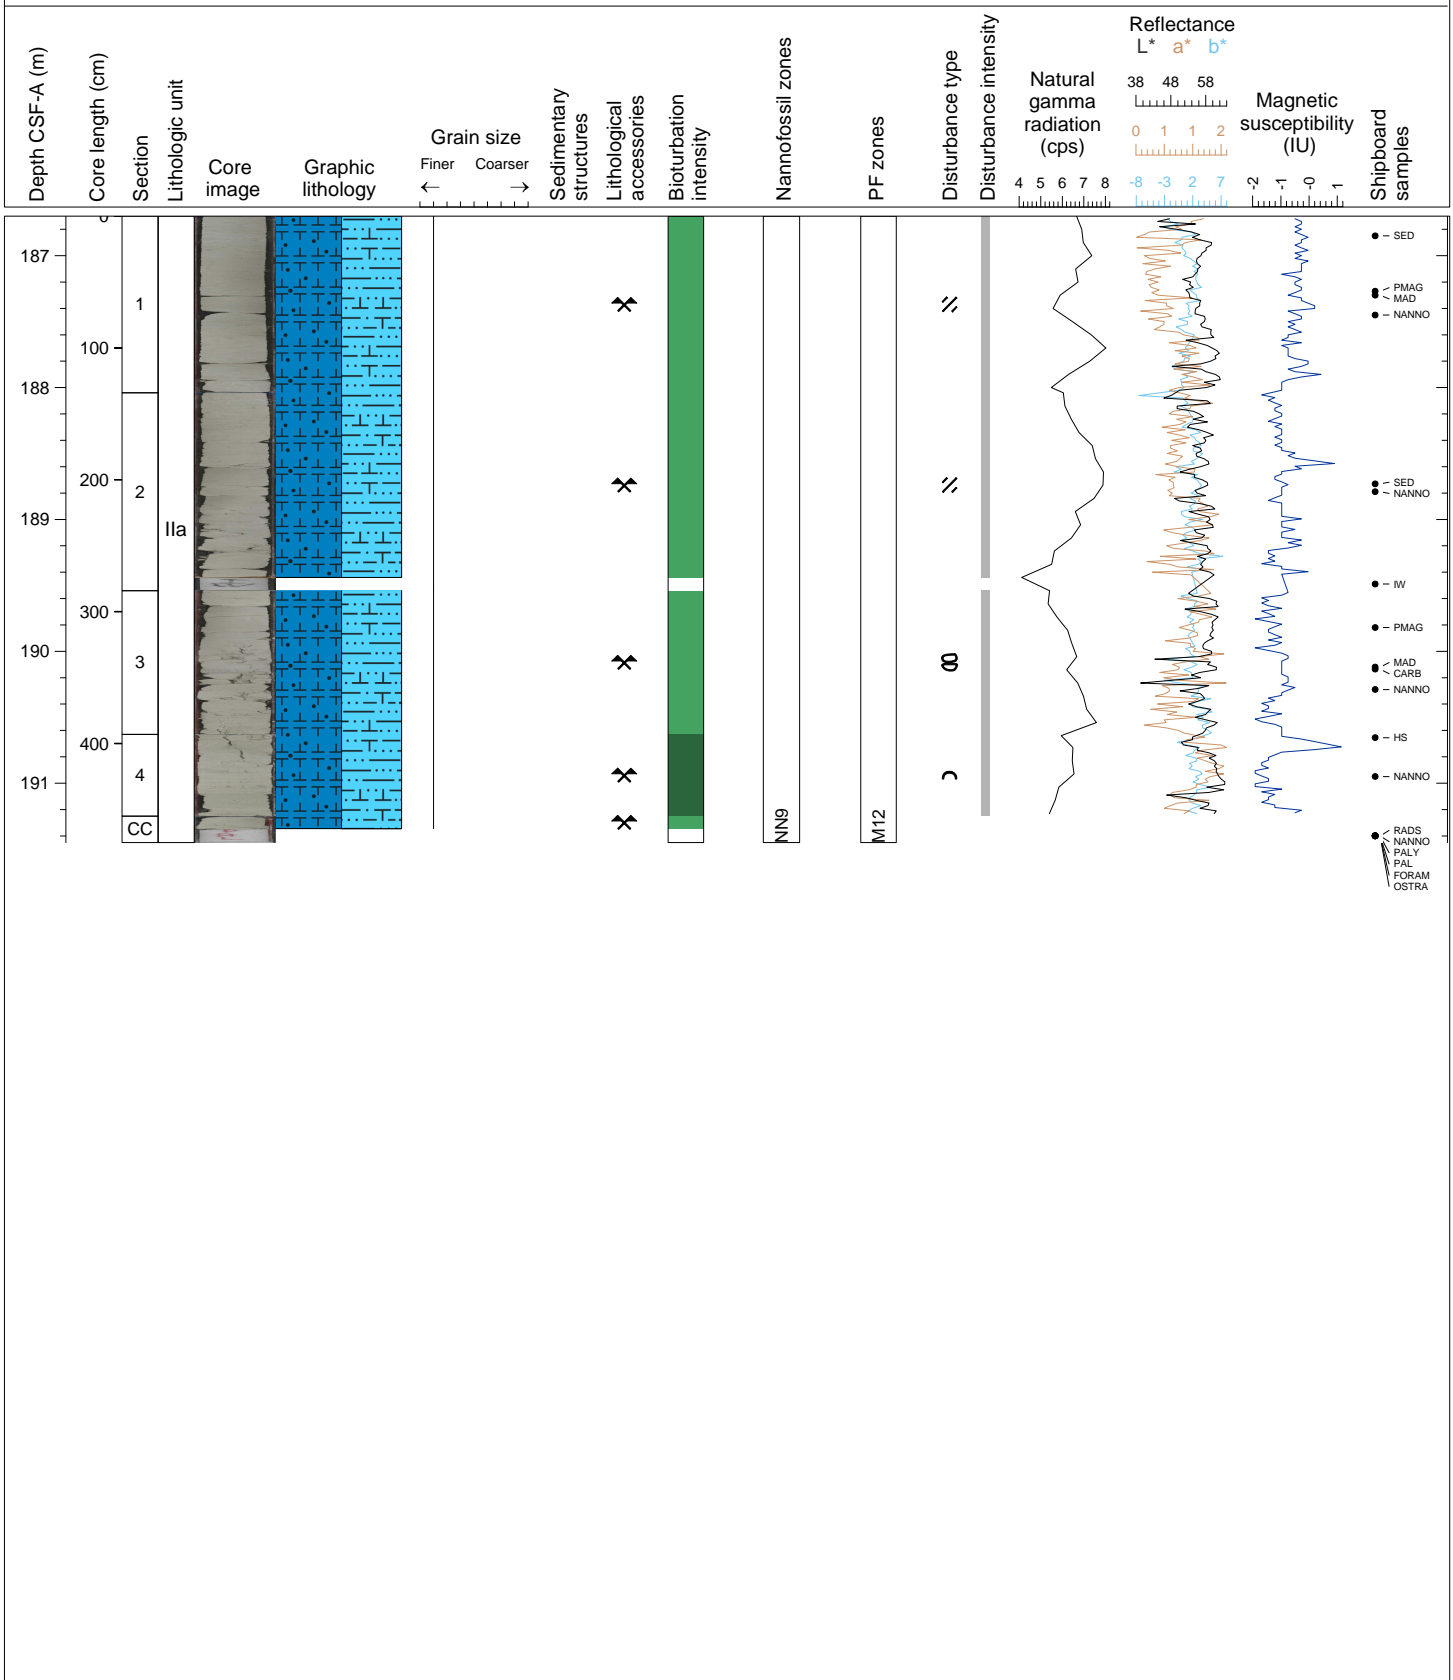 Depth CSF-A (m)
Core length (cm)
Section
Lithologic unit
Core
image
Graphic
lithology
Grain size
Finer
Coarser
← →
Sedimentary
structures
Lithological
accessories
Bioturbation
intensity
Nannofossil zones
PF zones
Disturbance type
Disturbance intensity
Natural
gamma
radiation
(cps)
4 5 6 7 8
Reflectance
L* a* b*
38 48 58
0 1 1 2
-8 -3 2 7
Magnetic
susceptibility
(IU)
-2 -1 -0 1
Shipboard
samples
187
188
189
190
191
0
100
200
300
400
1
2
3
4
CC
IIa
NN9
M12
SED
PMAG
MAD
NANNO
SED
NANNO
IW
PMAG
MAD
CARB
NANNO
HS
NANNO
RADS
NANNO
PALY
PAL
FORAM
OSTRA